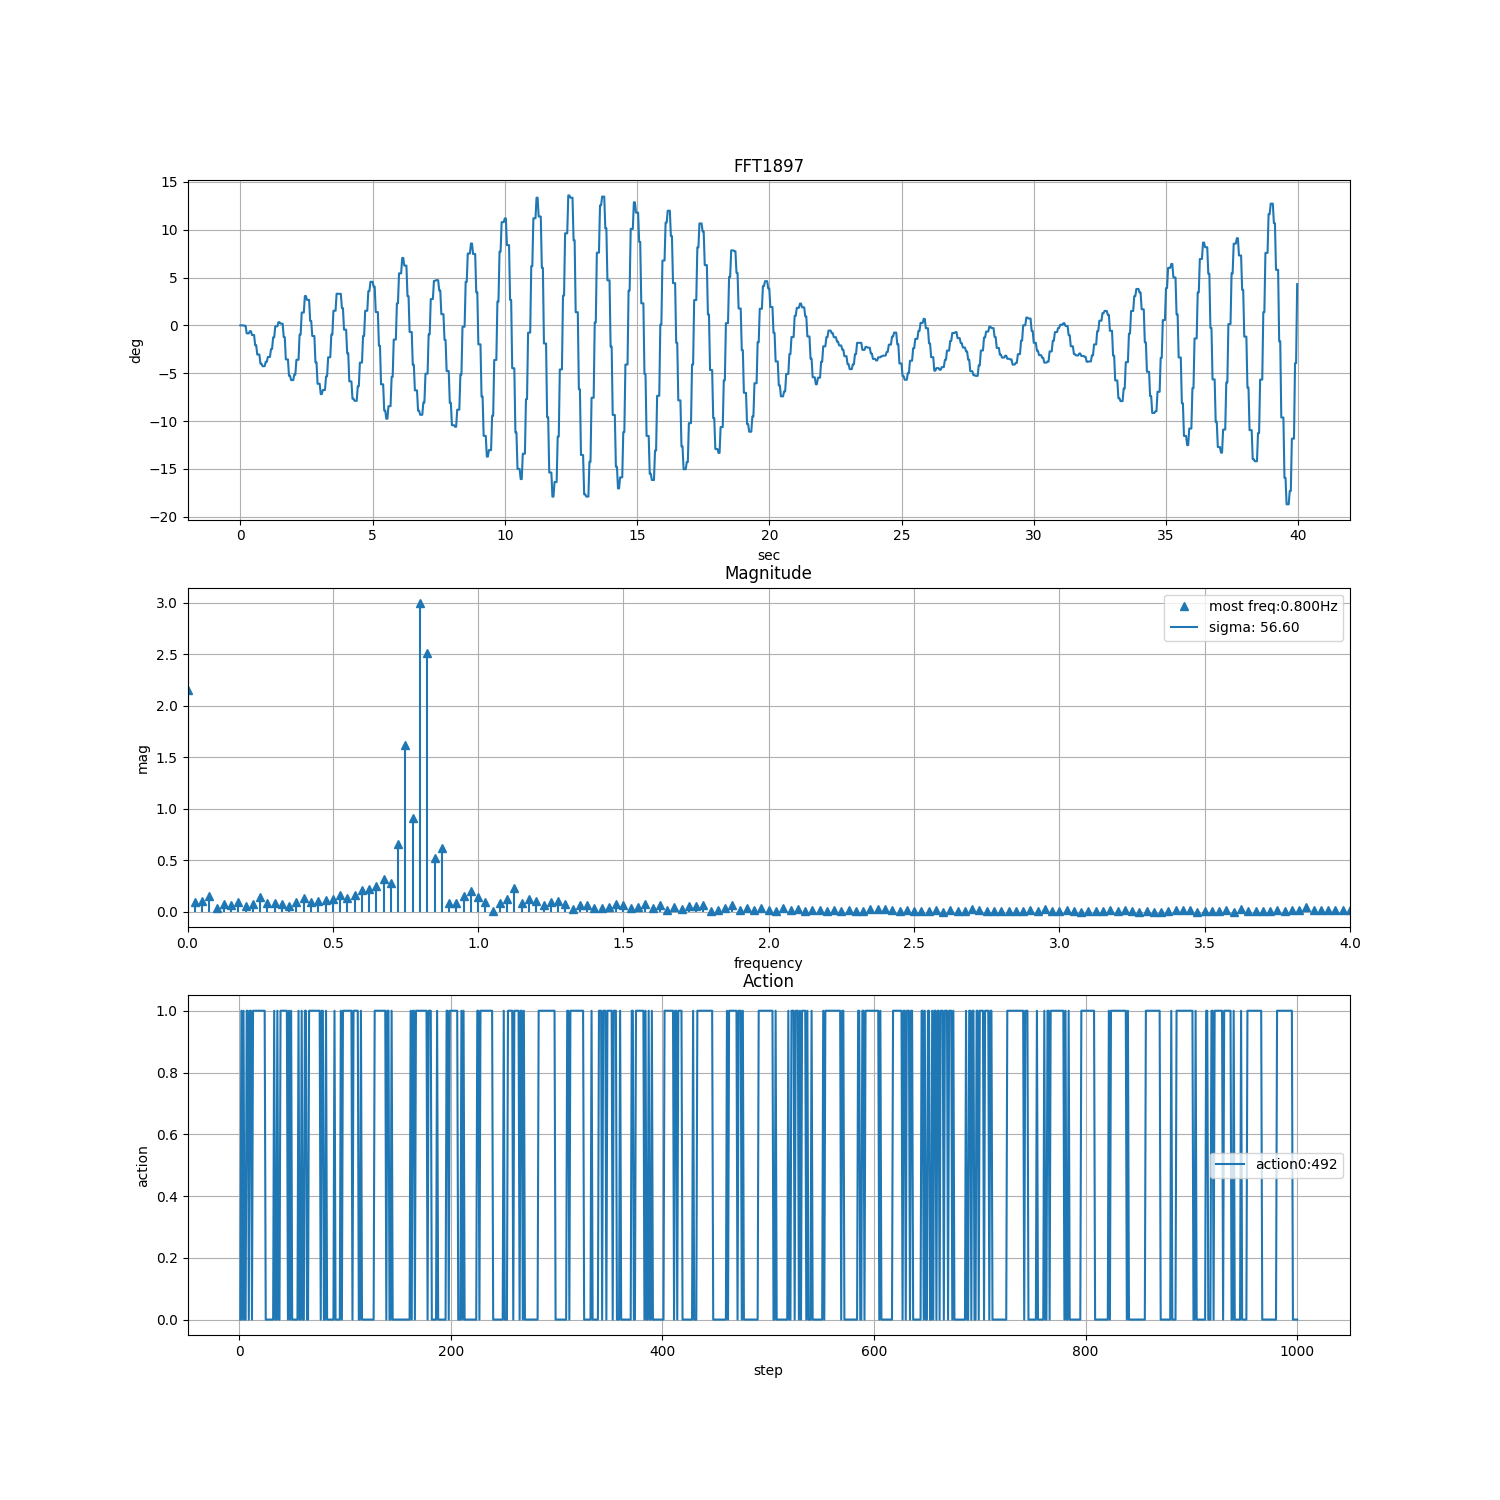 FFT1897
15
10
5
0
−5
−10
−15
−20
deg
0 5 10 15 20 25 30 35 40
sec
Magnitude
3.0
2.5
2.0
1.5
1.0
0.5
0.0
mag
most freq:0.800Hz
sigma: 56.60
0.0 0.5 1.0 1.5 2.0 2.5 3.0 3.5 4.0
frequency
Action
1.0
0.8
0.6
0.4
0.2
0.0
action
action0:492
0 200 400 600 800 1000
step